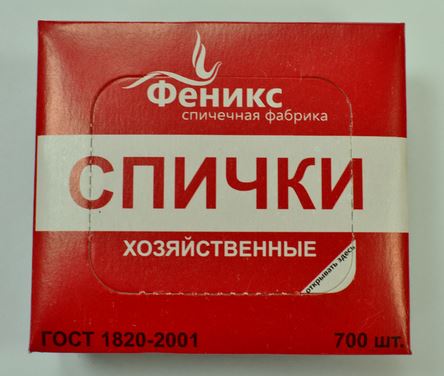 Феникс
спичечная фабрика
СПИЧКИ
ХОЗЯЙСТВЕННЫЕ
открывать здесь
ГОСТ 1820-2001
700 шт.